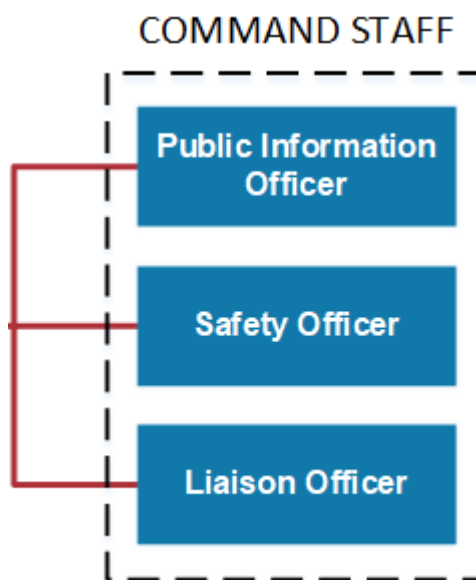 COMMAND STAFF
Public Information
Officer
Safety Officer
Liaison Officer